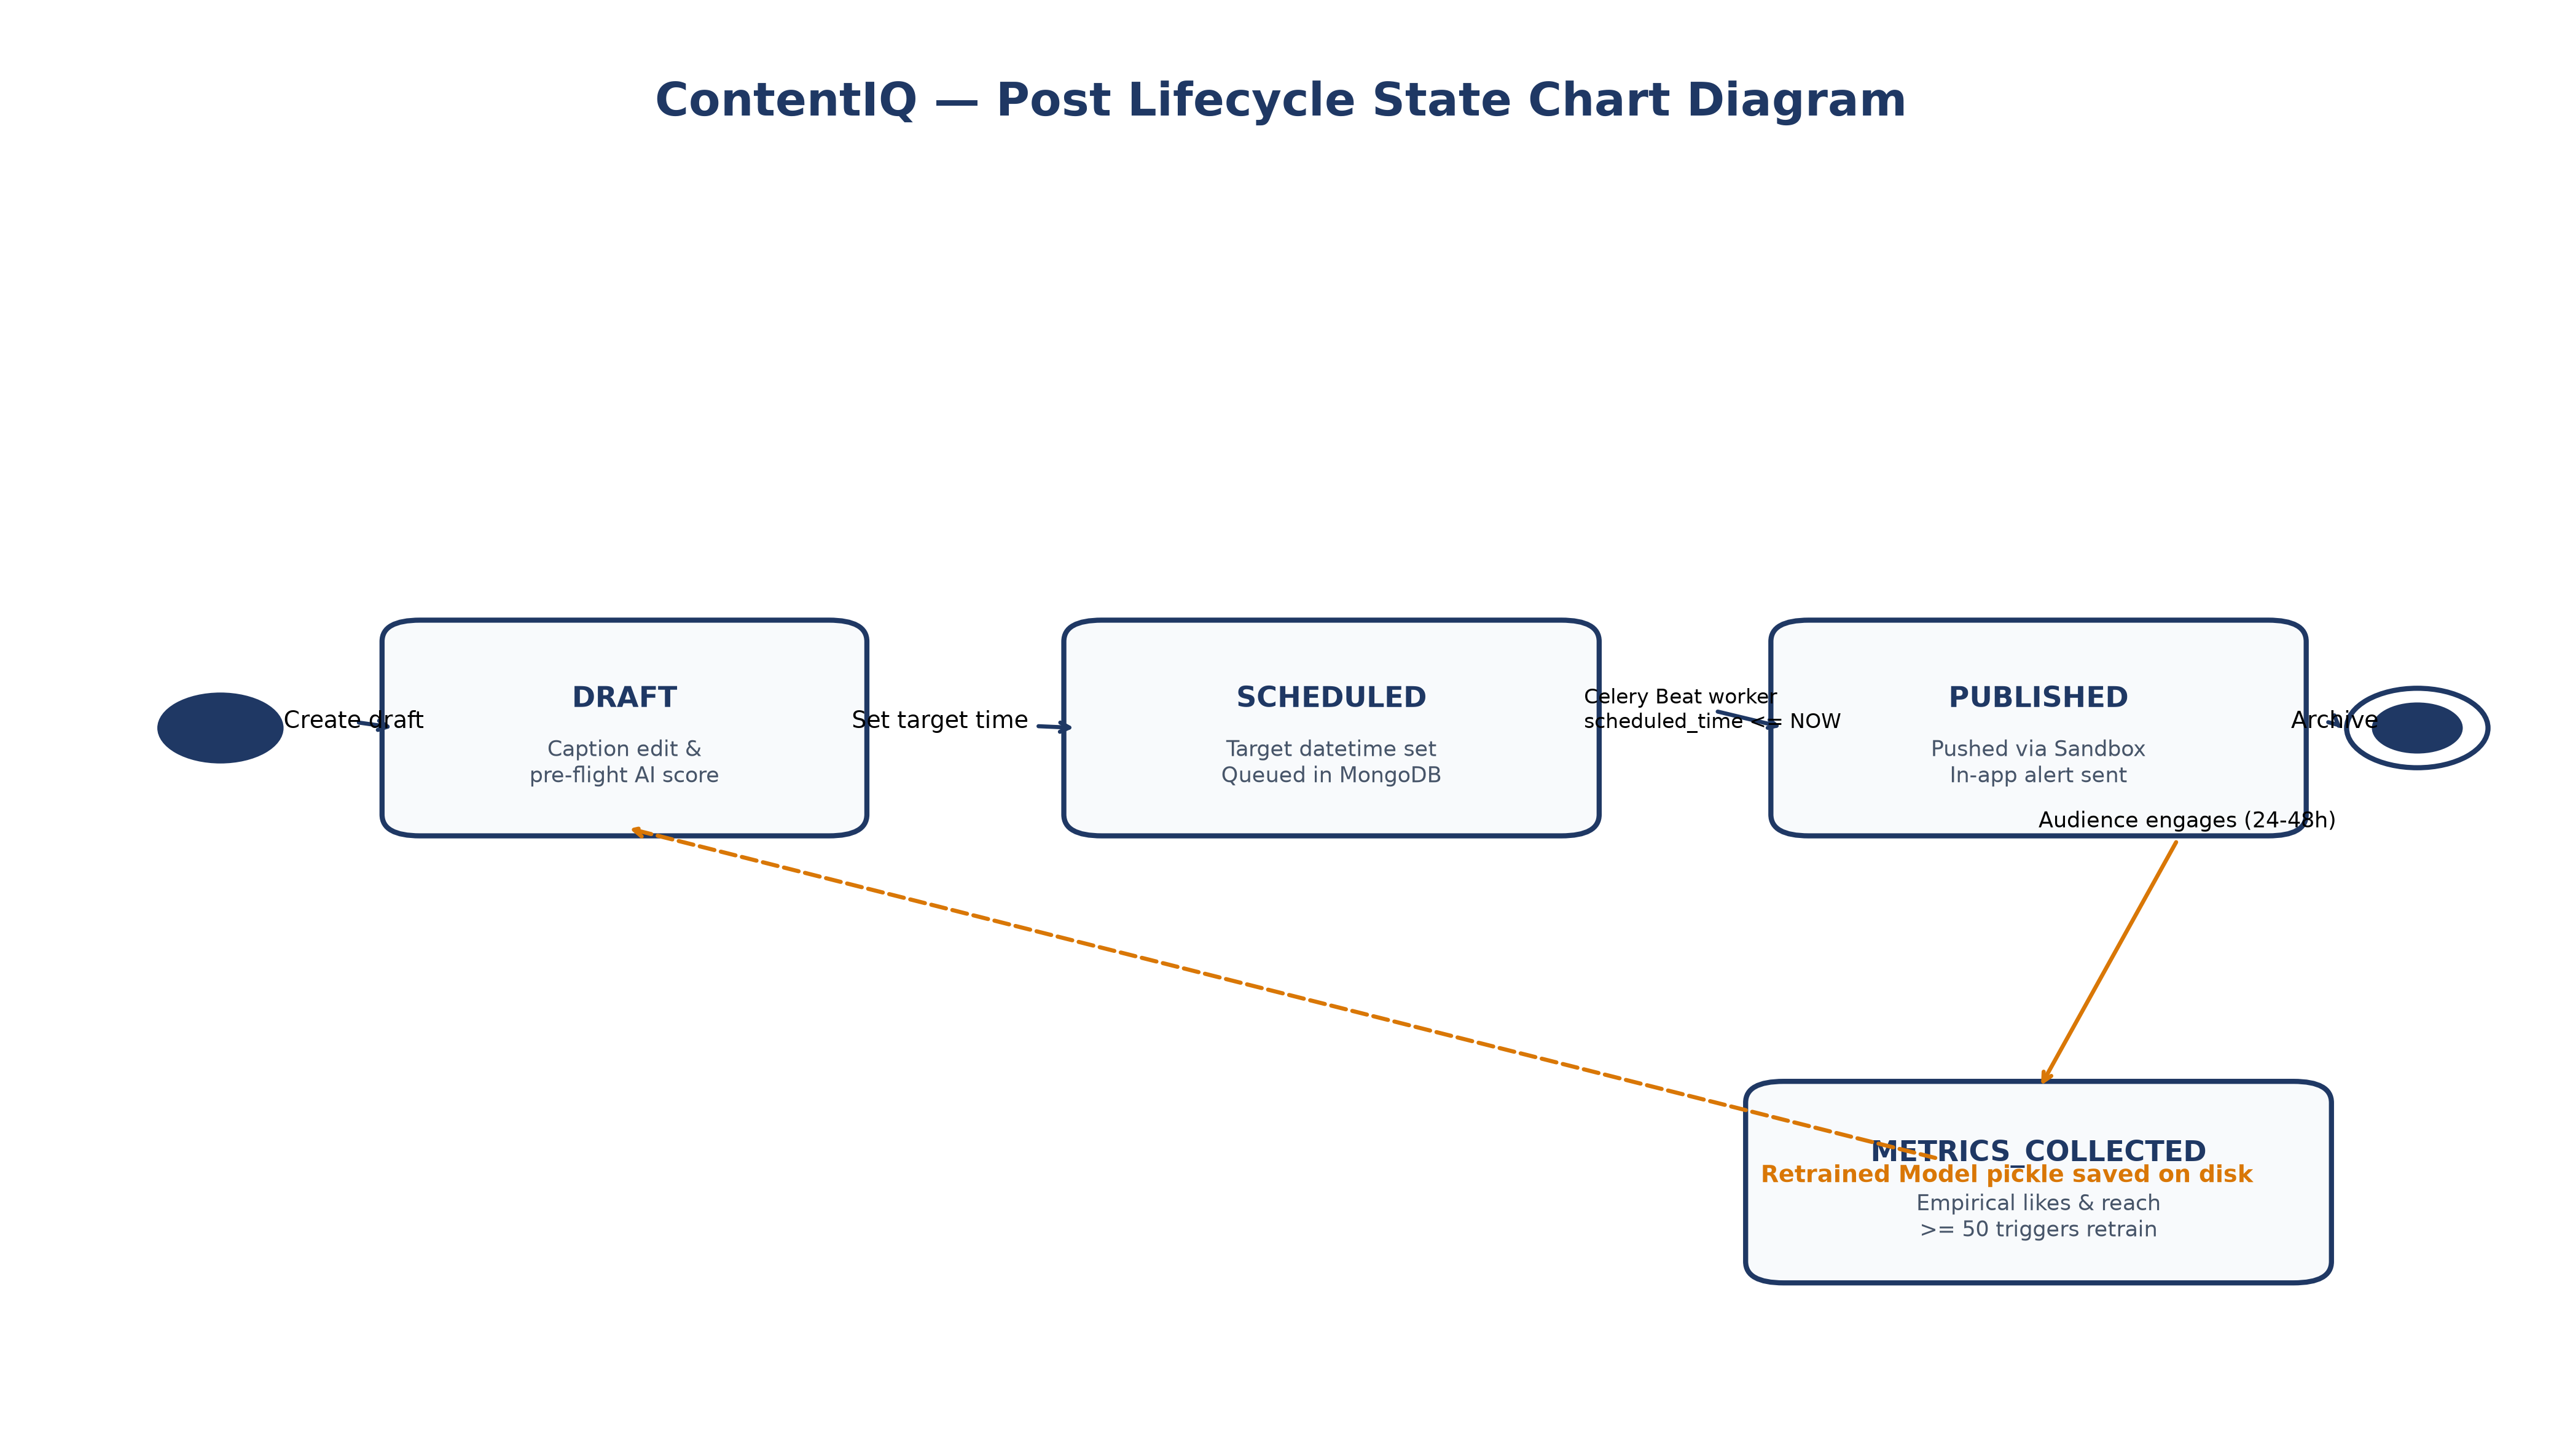 ContentIQ — Post Lifecycle State Chart Diagram
Create draft
DRAFT
Caption edit &
pre-flight AI score
Set target time
SCHEDULED
Target datetime set
Queued in MongoDB
Celery Beat worker
scheduled_time <= NOW
PUBLISHED
Pushed via Sandbox
In-app alert sent
Archive
Audience engages (24-48h)
METRICS_COLLECTED
Retrained Model pickle saved on disk
Empirical likes & reach
>= 50 triggers retrain